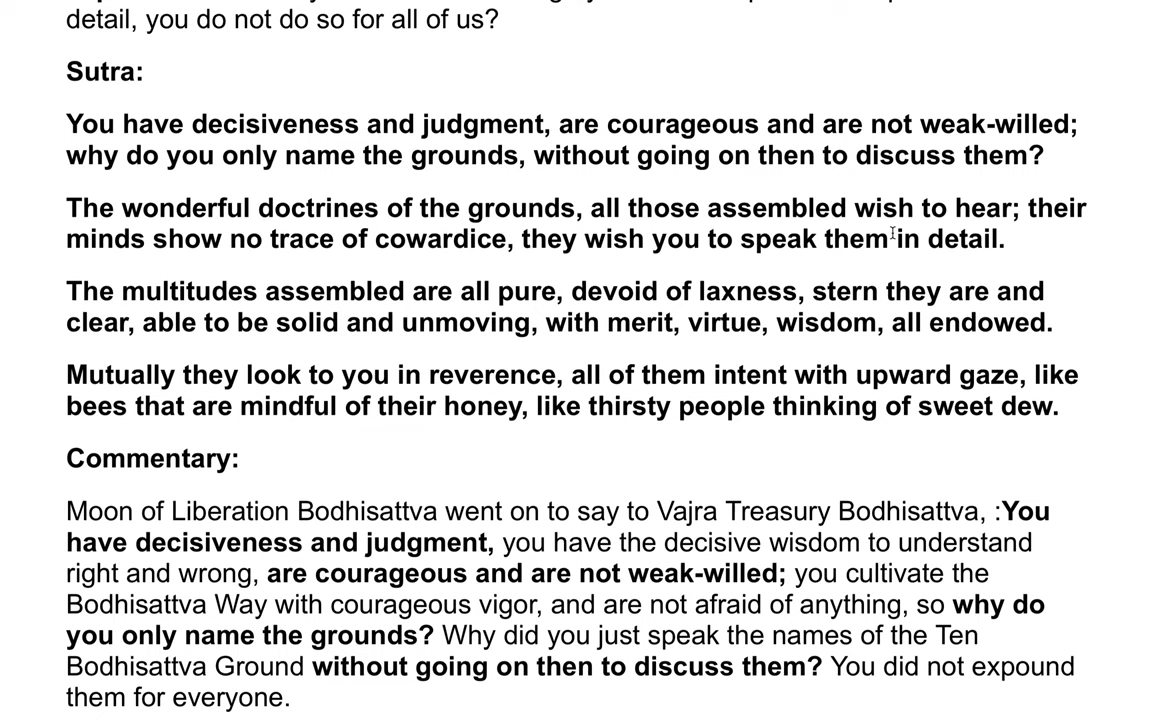 detail, you do not do so for all of us?
Sutra:
You have decisiveness and judgment, are courageous and are not weak-willed;
why do you only name the grounds, without going on then to discuss them?
The wonderful doctrines of the grounds, all those assembled wish to hear; their
minds show no trace of cowardice, they wish you to speak them in detail.
The multitudes assembled are all pure, devoid of laxness, stern they are and
clear, able to be solid and unmoving, with merit, virtue, wisdom, all endowed.
Mutually they look to you in reverence, all of them intent with upward gaze, like
bees that are mindful of their honey, like thirsty people thinking of sweet dew.
Commentary:
Moon of Liberation Bodhisattva went on to say to Vajra Treasury Bodhisattva, :You
have decisiveness and judgment, you have the decisive wisdom to understand
right and wrong, are courageous and are not weak-willed; you cultivate the
Bodhisattva Way with courageous vigor, and are not afraid of anything, so why do
you only name the grounds? Why did you just speak the names of the Ten
Bodhisattva Ground without going on then to discuss them? You did not expound
them for everyone.